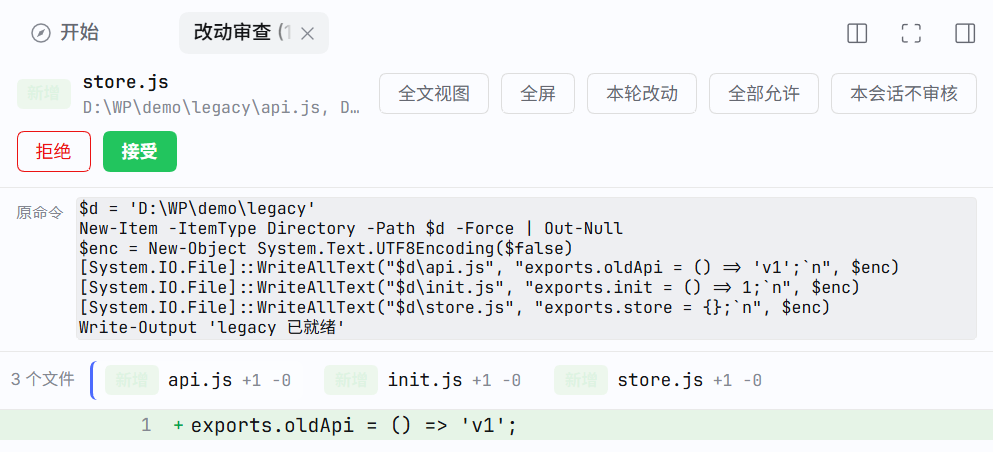 开始
改动审查 (1
新增 store.js
D:\WP\demo\legacy\api.js, D…
全文视图 全屏 本轮改动 全部允许 本会话不审核
拒绝 接受
原命令
$d = 'D:\WP\demo\legacy'
New-Item -ItemType Directory -Path $d -Force | Out-Null
$enc = New-Object System.Text.UTF8Encoding($false)
[System.IO.File]::WriteAllText("$d\api.js", "exports.oldApi = () => 'v1';`n", $enc)
[System.IO.File]::WriteAllText("$d\init.js", "exports.init = () => 1;`n", $enc)
[System.IO.File]::WriteAllText("$d\store.js", "exports.store = {};`n", $enc)
Write-Output 'legacy 已就绪'
3 个文件 新增 api.js +1 -0 新增 init.js +1 -0 新增 store.js +1 -0
1 + exports.oldApi = () => 'v1';